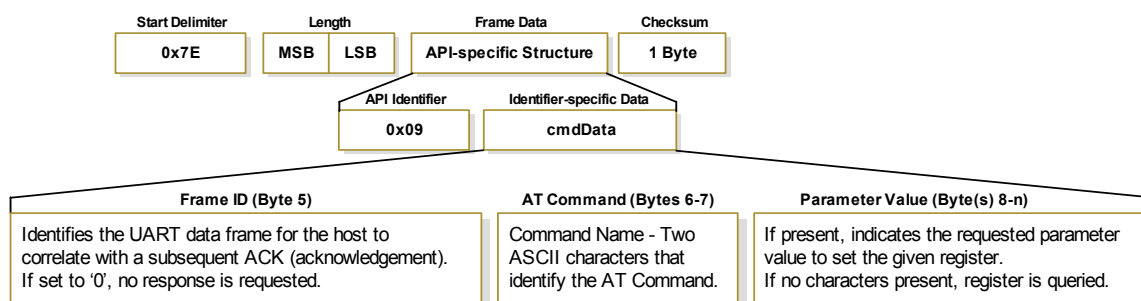 Start Delimiter Length Frame Data Checksum
0x7E MSB LSB API-specific Structure 1 Byte
API Identifier Identifier-specific Data
0x09 cmdData
Frame ID (Byte 5)
Identifies the UART data frame for the host to
correlate with a subsequent ACK (acknowledgement).
If set to ‘0’, no response is requested.
AT Command (Bytes 6-7)
Command Name - Two
ASCII characters that
identify the AT Command.
Parameter Value (Byte(s) 8-n)
If present, indicates the requested parameter
value to set the given register.
If no characters present, register is queried.